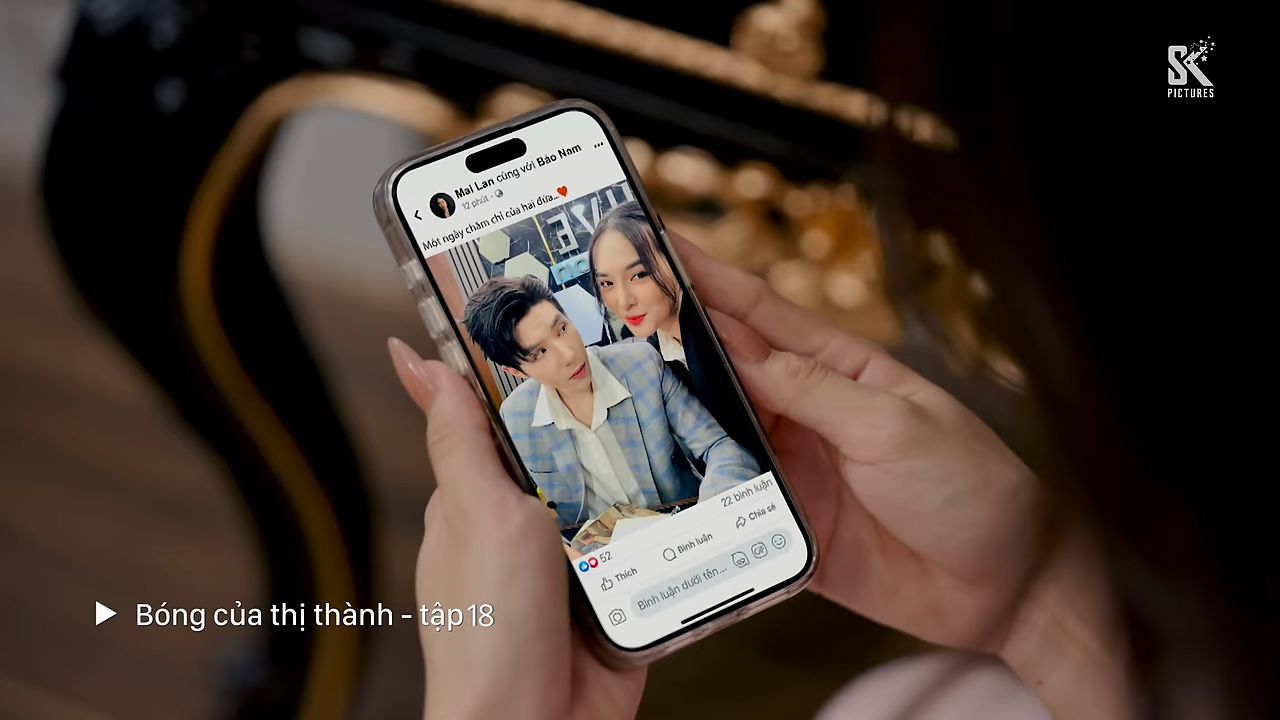 SK
PICTURES
Mai Lan cùng với Bảo Nam
12 phút
Một ngày chăm chỉ của hai đứa...
52
22 bình luận
Thích
Bình luận
Chia sẻ
Bình luận dưới tên...
GIF
Bóng của thị thành - tập 18